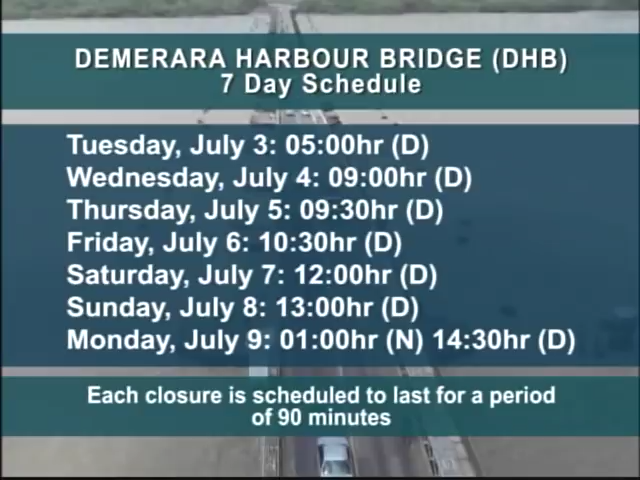 DEMERARA HARBOUR BRIDGE (DHB)
7 Day Schedule
Tuesday, July 3: 05:00hr (D)
Wednesday, July 4: 09:00hr (D)
Thursday, July 5: 09:30hr (D)
Friday, July 6: 10:30hr (D)
Saturday, July 7: 12:00hr (D)
Sunday, July 8: 13:00hr (D)
Monday, July 9: 01:00hr (N) 14:30hr (D)
Each closure is scheduled to last for a period
of 90 minutes